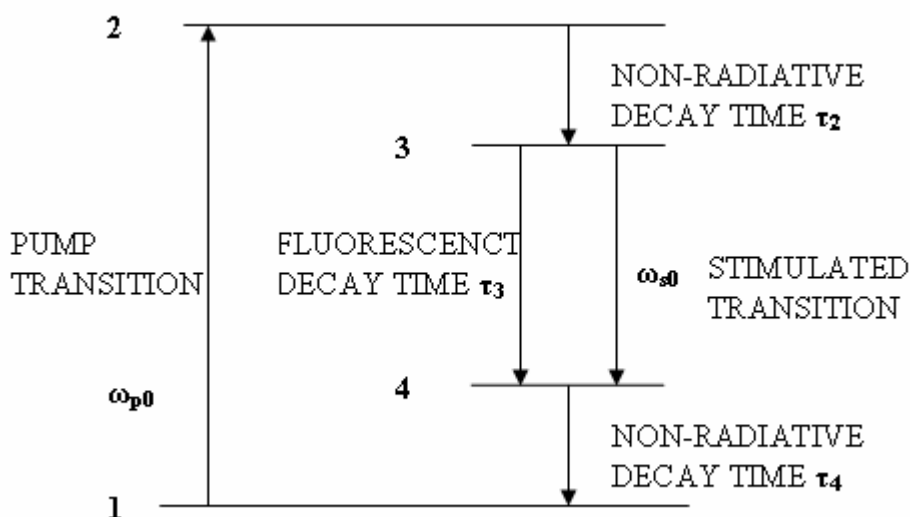 2
NON-RADIATIVE
DECAY TIME τ2
3
PUMP
TRANSITION
FLUORESCENCT
DECAY TIME τ3
ωs0
STIMULATED
TRANSITION
ωp0
4
NON-RADIATIVE
DECAY TIME τ4
1